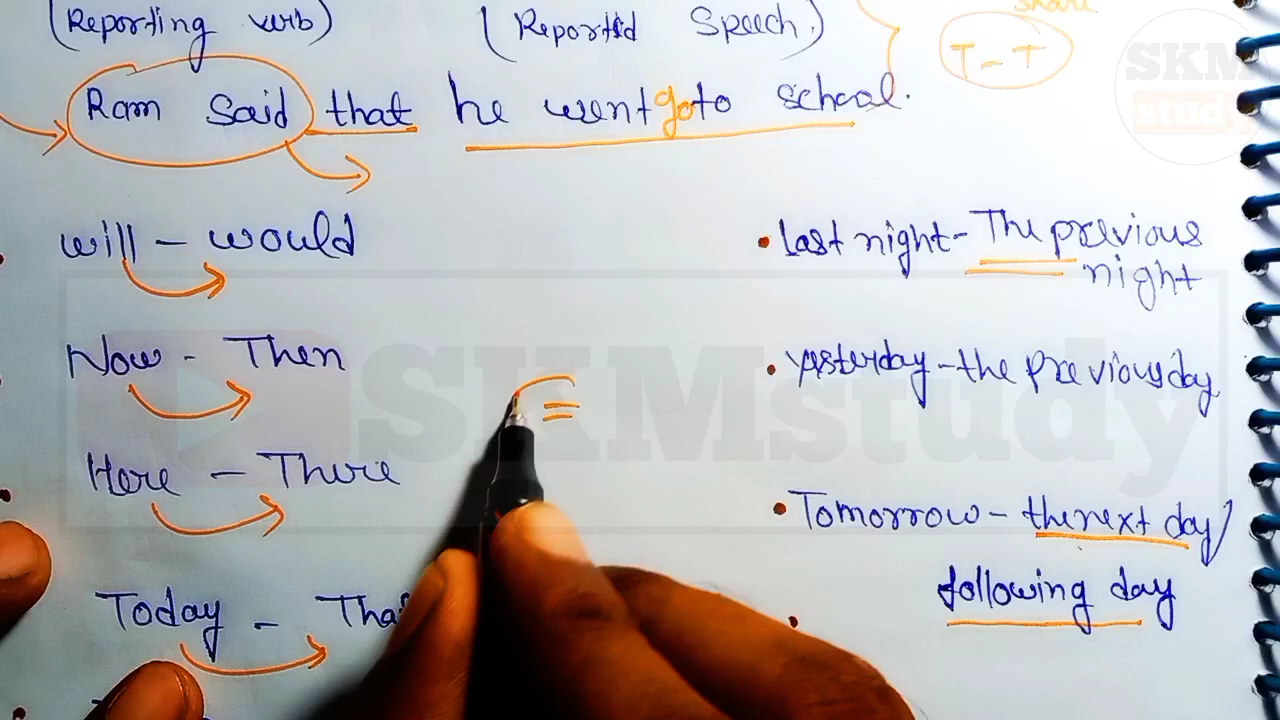 (Reporting verb) (Reported Speech.)
T - T
SKM
study
Ram Said that he went go to school.
will - would
• last night - The previous
night
Now - Then
• yesterday - the previous day
SKMstudy
Here - There
• Tomorrow - the next day/
following day
Today -